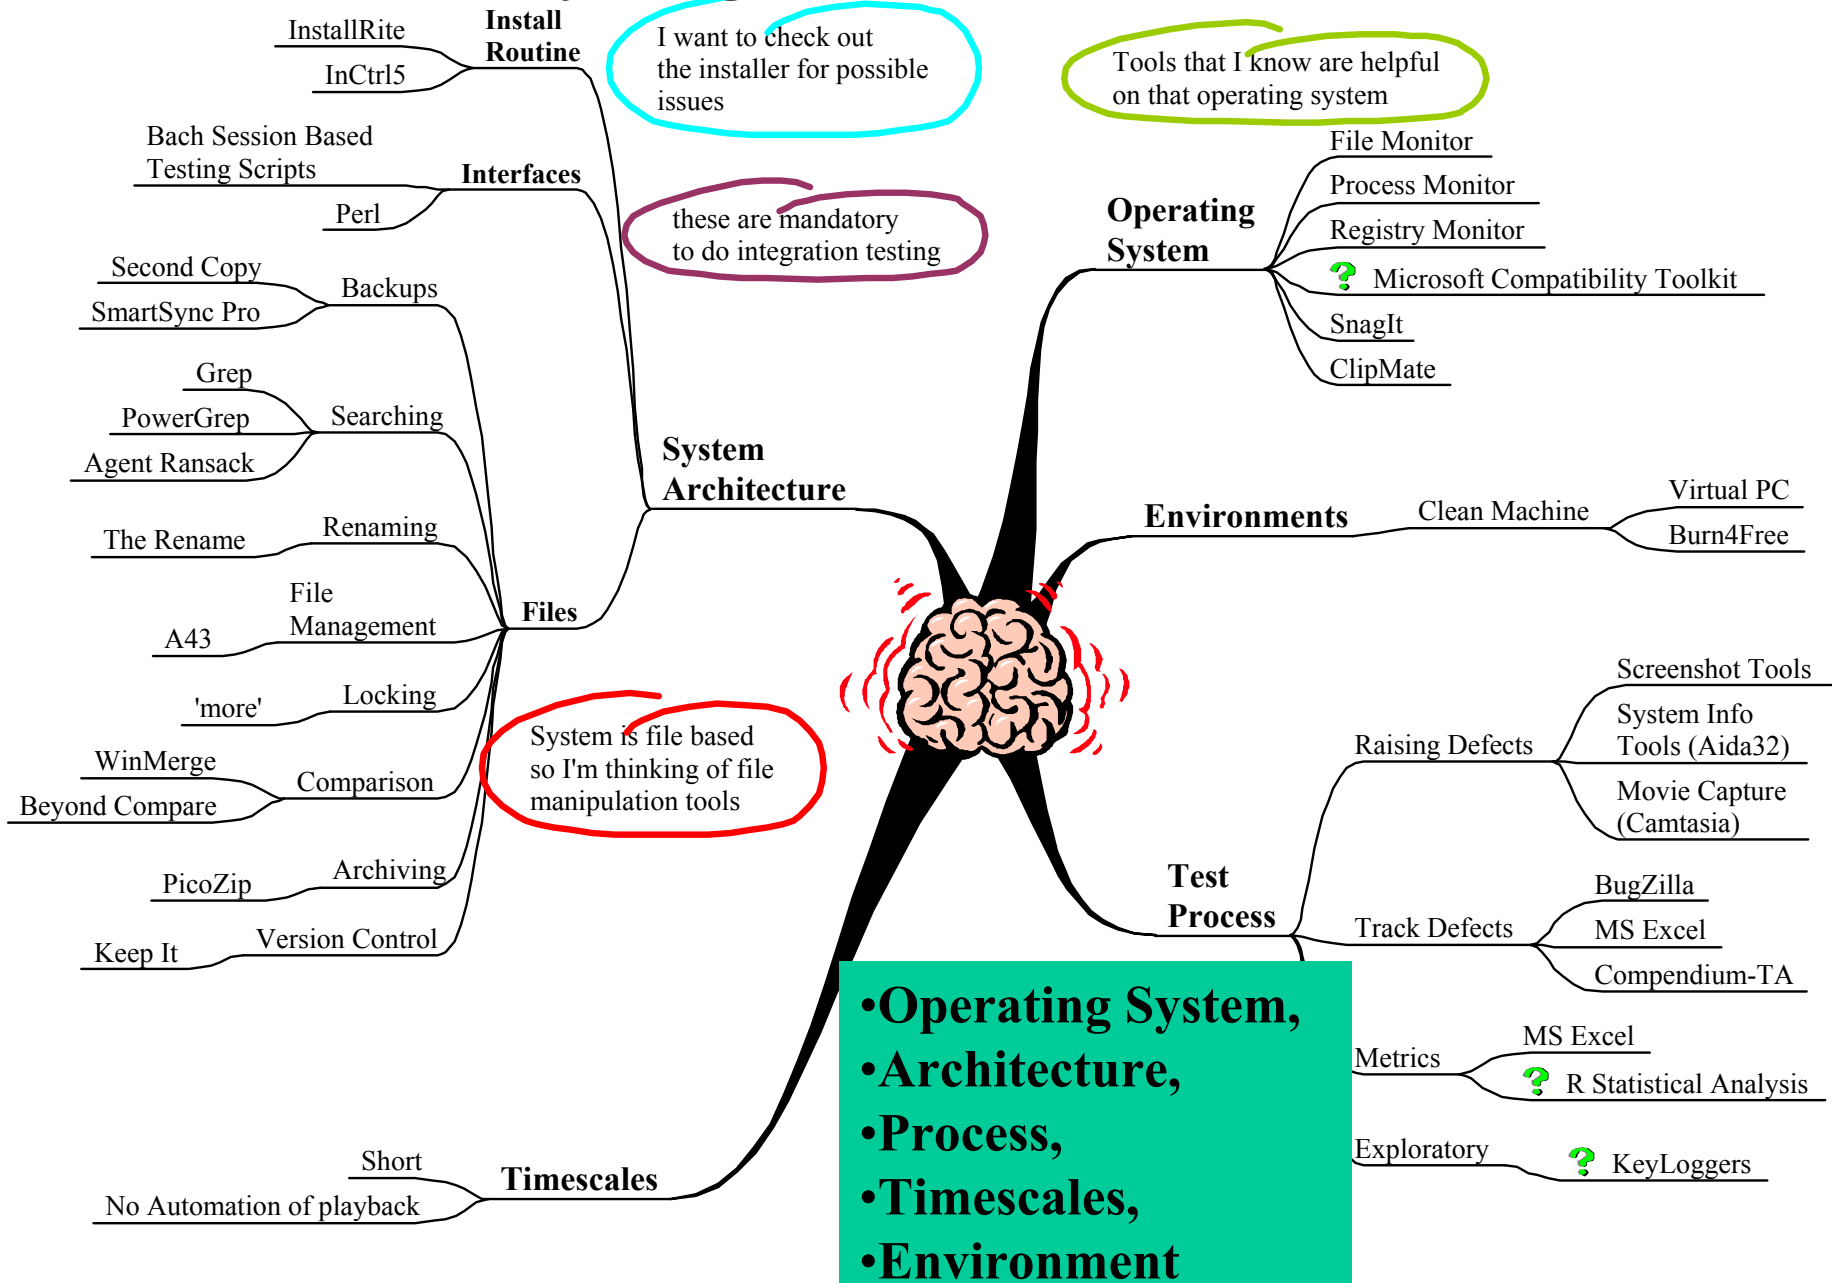 InstallRite
InCtrl5
Install
Routine
I want to check out
the installer for possible
issues
Tools that I know are helpful
on that operating system
Bach Session Based
Testing Scripts
Perl
Interfaces
these are mandatory
to do integration testing
Operating
System
File Monitor
Process Monitor
Registry Monitor
? Microsoft Compatibility Toolkit
SnagIt
ClipMate
Second Copy
SmartSync Pro
Backups
Grep
PowerGrep
Agent Ransack
Searching
System
Architecture
The Rename
Renaming
A43
File
Management
Files
'more'
Locking
WinMerge
Beyond Compare
Comparison
System is file based
so I'm thinking of file
manipulation tools
PicoZip
Archiving
Keep It
Version Control
Environments
Clean Machine
Virtual PC
Burn4Free
Test
Process
Raising Defects
Screenshot Tools
System Info
Tools (Aida32)
Movie Capture
(Camtasia)
Track Defects
BugZilla
MS Excel
Compendium-TA
Metrics
MS Excel
? R Statistical Analysis
Exploratory
? KeyLoggers
Short
No Automation of playback
Timescales
•Operating System,
•Architecture,
•Process,
•Timescales,
•Environment